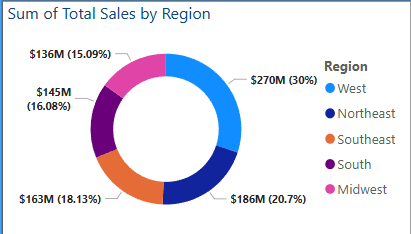 Sum of Total Sales by Region
$136M (15.09%)
$270M (30%)
$145M
(16.08%)
$163M (18.13%)
$186M (20.7%)
Region
West
Northeast
Southeast
South
Midwest